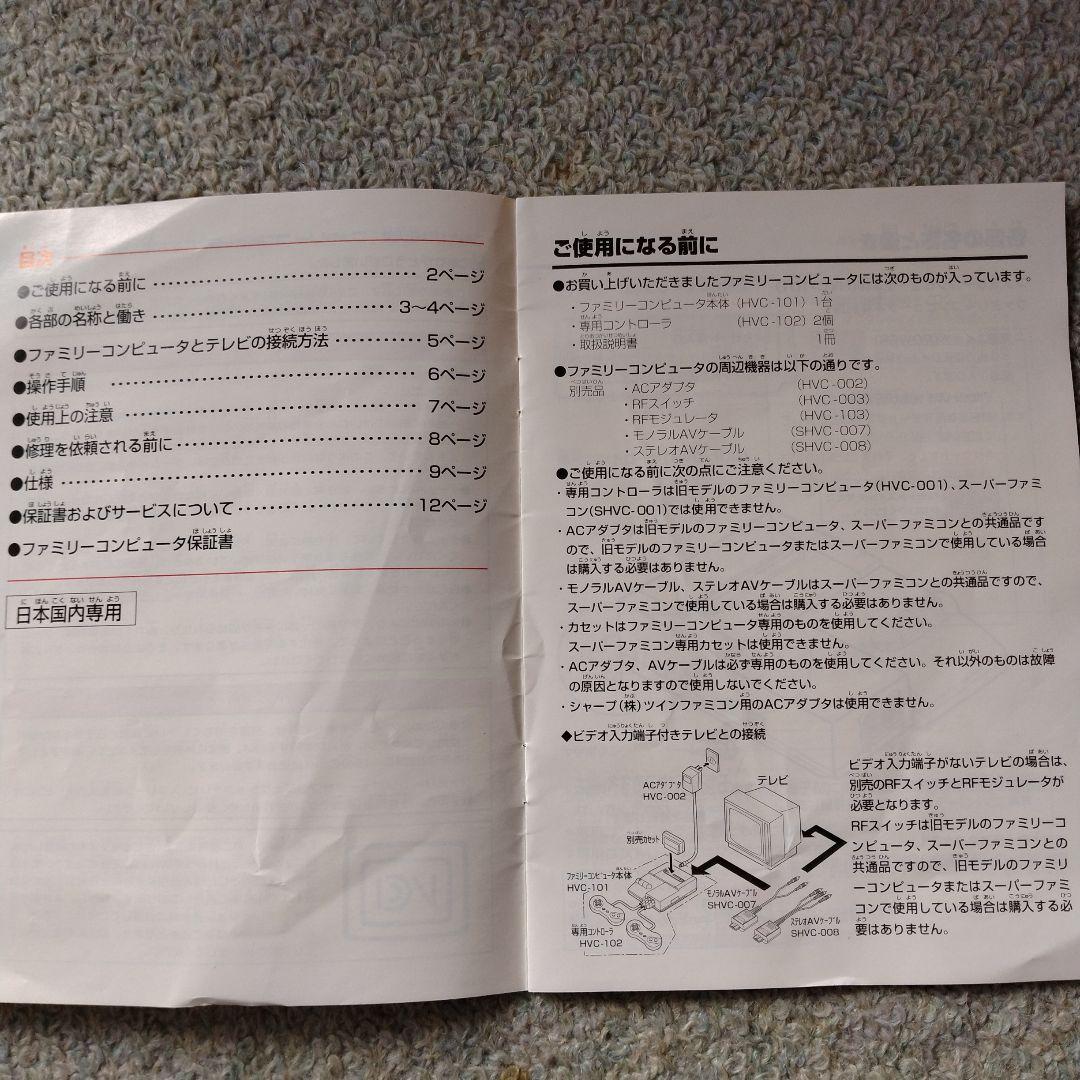 目次
●ご使用になる前に ………… 2ページ
●各部の名称と働き ………… 3〜4ページ
●ファミリーコンピュータとテレビの接続方法 ………… 5ページ
●操作手順 ………… 6ページ
●使用上の注意 ………… 7ページ
●修理を依頼される前に ………… 8ページ
●仕様 ………… 9ページ
●保証書およびサービスについて ………… 12ページ
●ファミリーコンピュータ保証書
日本国内専用
ご使用になる前に
●お買い上げいただきましたファミリーコンピュータには次のものが入っています。
・ファミリーコンピュータ本体（HVC-101）1台
・専用コントローラ （HVC-102）2個
・取扱説明書 1冊
●ファミリーコンピュータの周辺機器は以下の通りです。
別売品 ・ACアダプタ （HVC-002）
・RFスイッチ （HVC-003）
・RFモジュレータ （HVC-103）
・モノラルAVケーブル （SHVC-007）
・ステレオAVケーブル （SHVC-008）
●ご使用になる前に次の点にご注意ください。
・専用コントローラは旧モデルのファミリーコンピュータ(HVC-001)、スーパーファミ
コン(SHVC-001)では使用できません。
・ACアダプタは旧モデルのファミリーコンピュータ、スーパーファミコンとの共通品です
ので、旧モデルのファミリーコンピュータまたはスーパーファミコンで使用している場合
は購入する必要はありません。
・モノラルAVケーブル、ステレオAVケーブルはスーパーファミコンとの共通品ですので、
スーパーファミコンで使用している場合は購入する必要はありません。
・カセットはファミリーコンピュータ専用のものを使用してください。
スーパーファミコン専用カセットは使用できません。
・ACアダプタ、AVケーブルは必ず専用のものを使用してください。それ以外のものは故障
の原因となりますので使用しないでください。
・シャープ(株)ツインファミコン用のACアダプタは使用できません。
◆ビデオ入力端子付きテレビとの接続
ACアダプタ
HVC-002
テレビ
別売カセット
ファミリーコンピュータ本体
HVC-101
専用コントローラ
HVC-102
モノラルAVケーブル
SHVC-007
ステレオAVケーブル
SHVC-008
ビデオ入力端子がないテレビの場合は、
別売のRFスイッチとRFモジュレータが
必要となります。
RFスイッチは旧モデルのファミリーコ
ンピュータ、スーパーファミコンとの
共通品ですので、旧モデルのファミリ
ーコンピュータまたはスーパーファミ
コンで使用している場合は購入する必
要はありません。